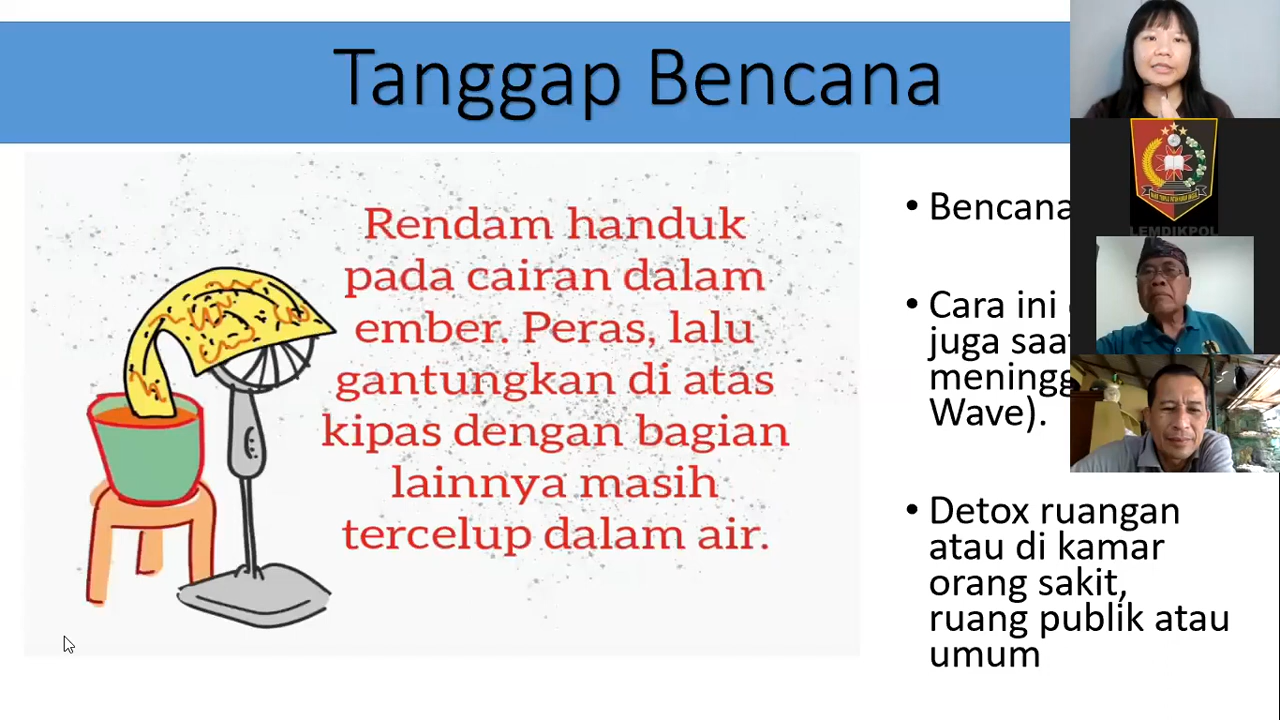 Tanggap Bencana
Rendam handuk
pada cairan dalam
ember. Peras, lalu
gantungkan di atas
kipas dengan bagian
lainnya masih
tercelup dalam air.
• Bencana
• Cara ini
juga saat
Wave).
• Detox ruangan
atau di kamar
orang sakit,
ruang publik atau
umum
LEMDIKPOL